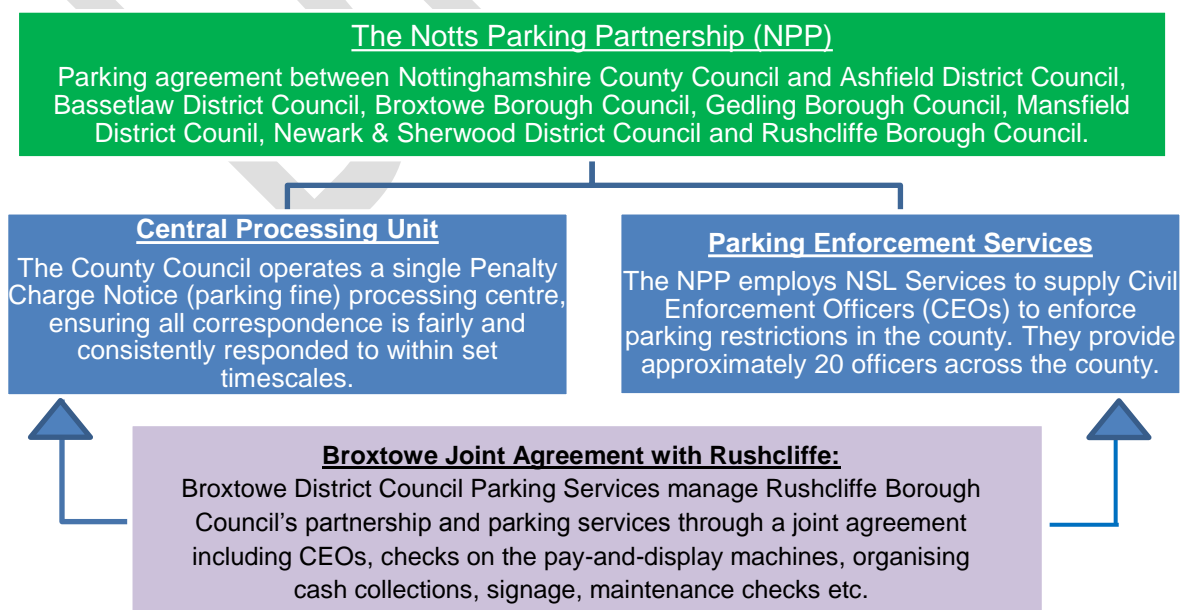 The Notts Parking Partnership (NPP)
Parking agreement between Nottinghamshire County Council and Ashfield District Council,
Bassetlaw District Council, Broxtowe Borough Council, Gedling Borough Council, Mansfield
District Counil, Newark & Sherwood District Council and Rushcliffe Borough Council.
Central Processing Unit
The County Council operates a single Penalty
Charge Notice (parking fine) processing centre,
ensuring all correspondence is fairly and
consistently responded to within set
timescales.
Parking Enforcement Services
The NPP employs NSL Services to supply Civil
Enforcement Officers (CEOs) to enforce
parking restrictions in the county. They provide
approximately 20 officers across the county.
Broxtowe Joint Agreement with Rushcliffe:
Broxtowe District Council Parking Services manage Rushcliffe Borough
Council's partnership and parking services through a joint agreement
including CEOs, checks on the pay-and-display machines, organising
cash collections, signage, maintenance checks etc.